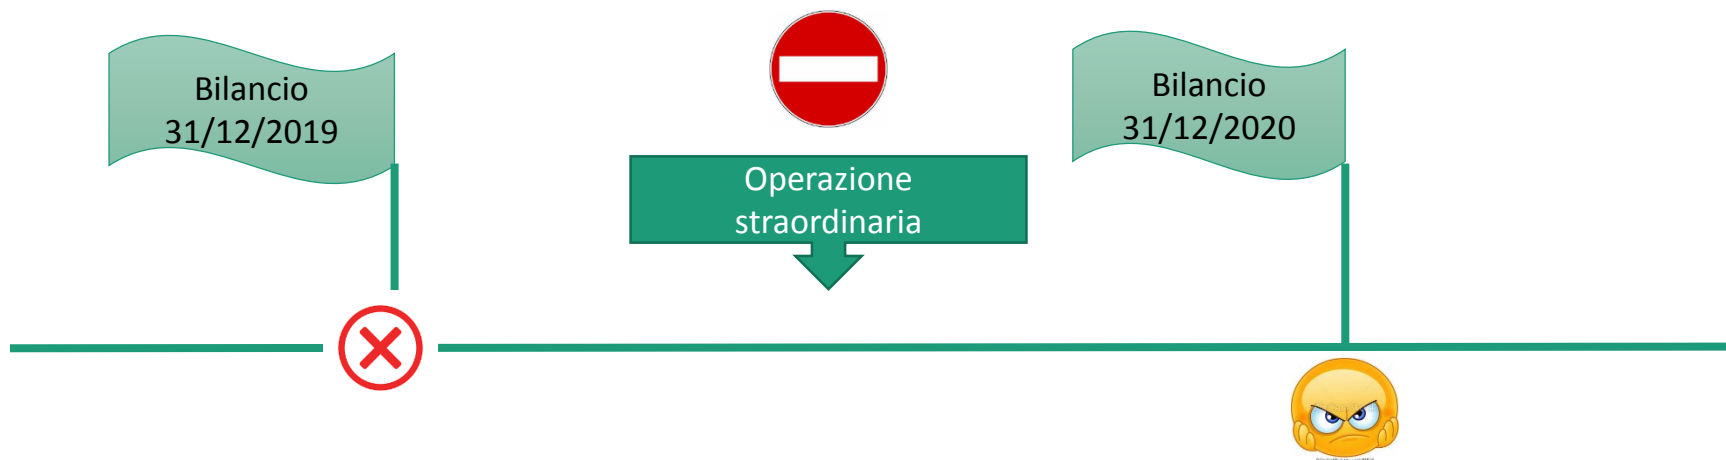 Bilancio
31/12/2019
Operazione
straordinaria
Bilancio
31/12/2020